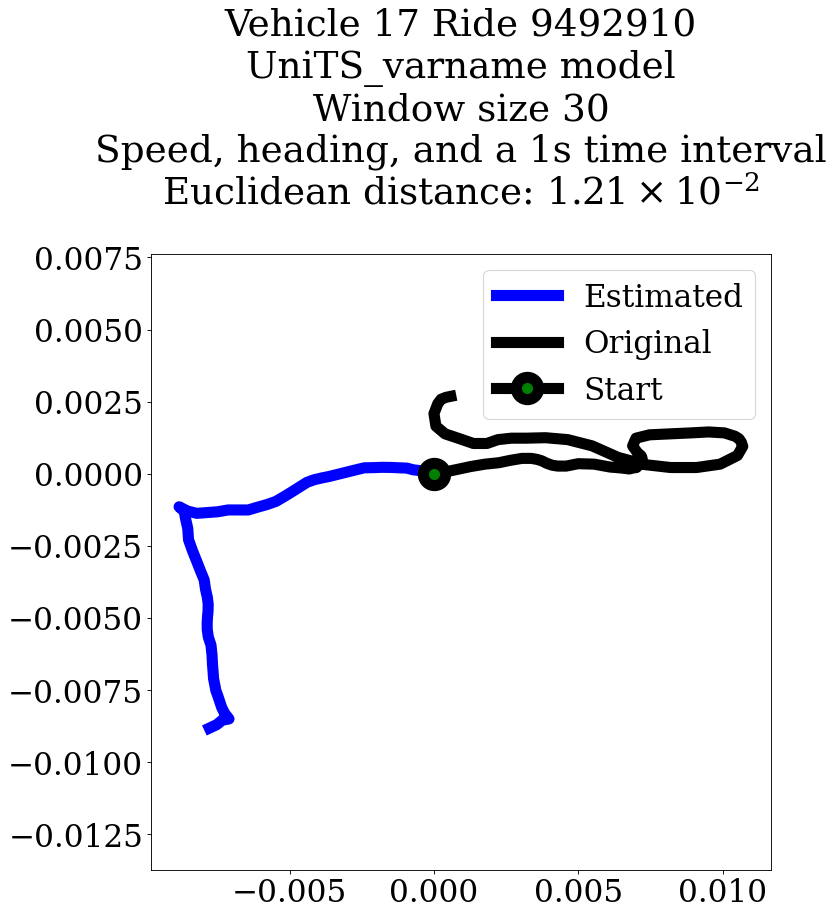 Vehicle 17 Ride 9492910
UniTS_varname model
Window size 30
Speed, heading, and a 1s time interval
Euclidean distance: 1.21 × 10⁻²
0.0075
0.0050
0.0025
0.0000
−0.0025
−0.0050
−0.0075
−0.0100
−0.0125
Estimated
Original
Start
−0.005 0.000 0.005 0.010